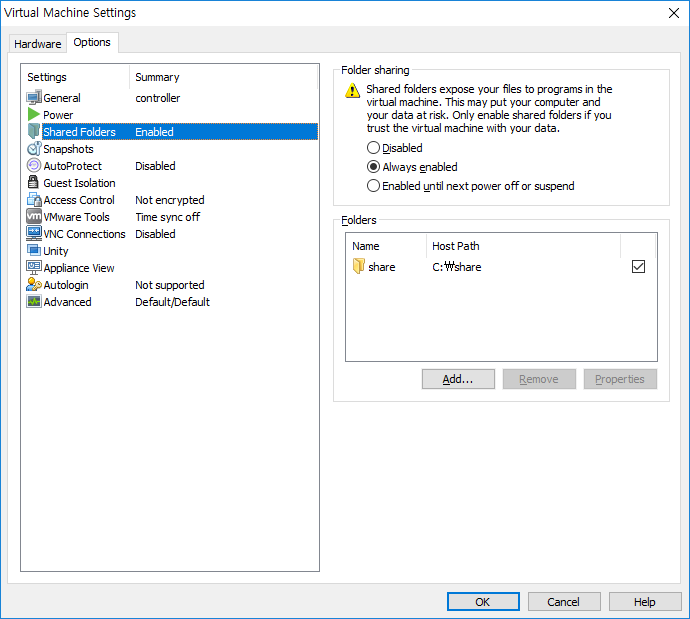 Virtual Machine Settings
Hardware Options
Settings Summary
General controller
Power
Shared Folders Enabled
Snapshots
AutoProtect Disabled
Guest Isolation
Access Control Not encrypted
vm VMware Tools Time sync off
VNC Connections Disabled
Unity
Appliance View
Autologin Not supported
Advanced Default/Default
Folder sharing
Shared folders expose your files to programs in the
virtual machine. This may put your computer and
your data at risk. Only enable shared folders if you
trust the virtual machine with your data.
Disabled
Always enabled
Enabled until next power off or suspend
Folders
Name Host Path
share C:₩share
Add... Remove Properties
OK Cancel Help